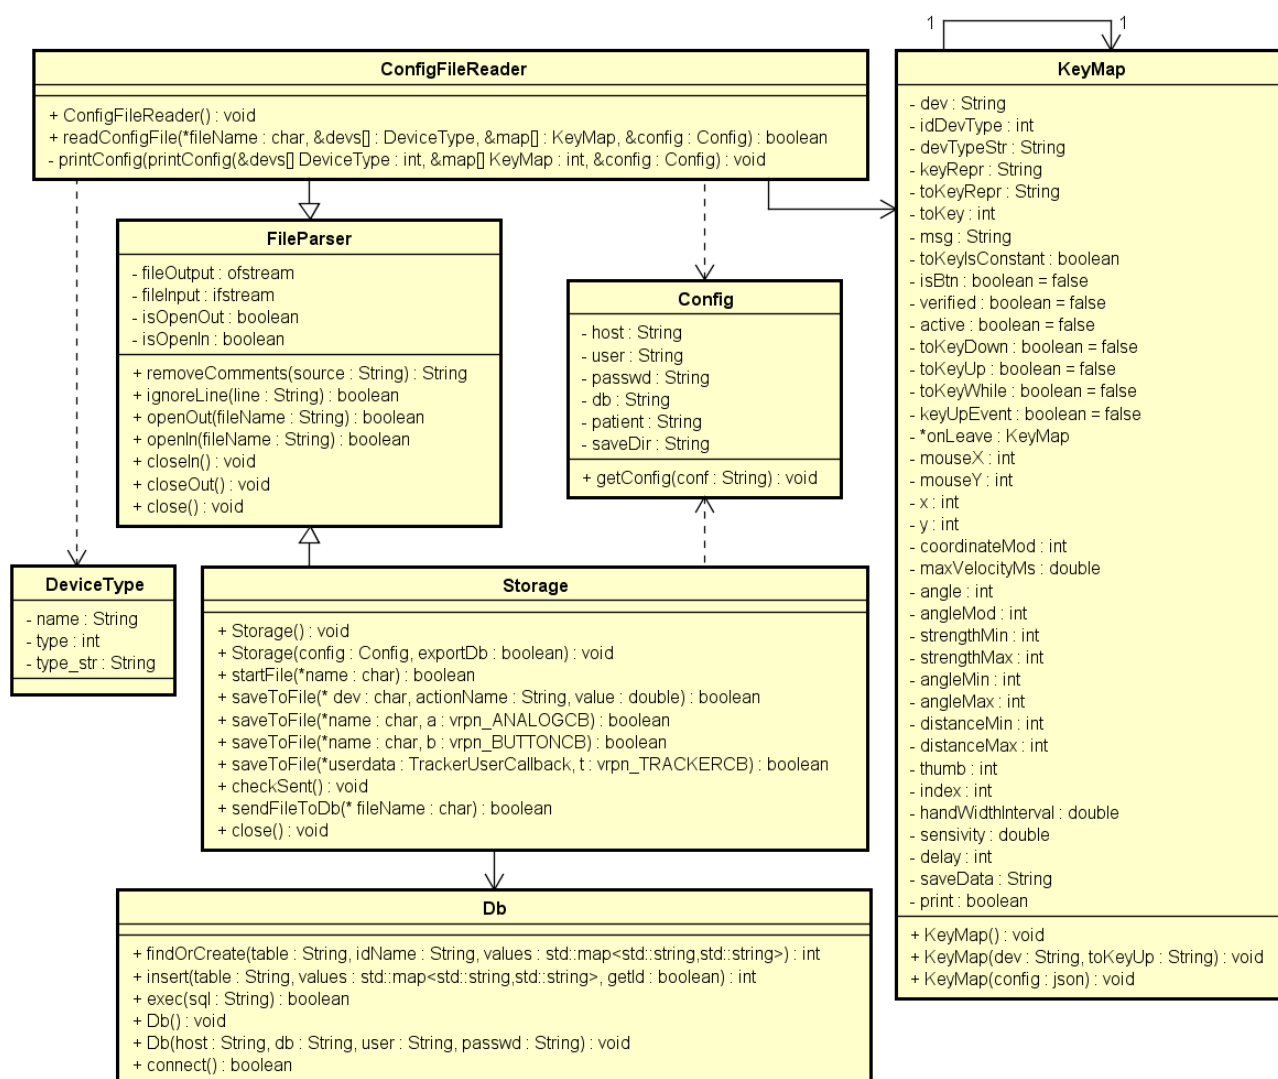 ConfigFileReader
+ ConfigFileReader() : void
+ readConfigFile(*fileName : char, &devs[] : DeviceType, &map[] : KeyMap, &config : Config) : boolean
- printConfig(printConfig(&devs[] DeviceType : int, &map[] KeyMap : int, &config : Config) : void
FileParser
- fileOutput : ofstream
- fileInput : ifstream
- isOpenOut : boolean
- isOpenIn : boolean
+ removeComments(source : String) : String
+ ignoreLine(line : String) : boolean
+ openOut(fileName : String) : boolean
+ openIn(fileName : String) : boolean
+ closeIn() : void
+ closeOut() : void
+ close() : void
Config
- host : String
- user : String
- passwd : String
- db : String
- patient : String
- saveDir : String
+ getConfig(conf : String) : void
DeviceType
- name : String
- type : int
- type_str : String
Storage
+ Storage() : void
+ Storage(config : Config, exportDb : boolean) : void
+ startFile(*name : char) : boolean
+ saveToFile(* dev : char, actionName : String, value : double) : boolean
+ saveToFile(*name : char, a : vrpn_ANALOGCB) : boolean
+ saveToFile(*name : char, b : vrpn_BUTTONCB) : boolean
+ saveToFile(*userdata : TrackerUserCallback, t : vrpn_TRACKERCB) : boolean
+ checkSent() : void
+ sendFileToDb(* fileName : char) : boolean
+ close() : void
Db
+ findOrCreate(table : String, idName : String, values : std::map<std::string,std::string>) : int
+ insert(table : String, values : std::map<std::string,std::string>, getId : boolean) : int
+ exec(sql : String) : boolean
+ Db() : void
+ Db(host : String, db : String, user : String, passwd : String) : void
+ connect() : boolean
1
1
KeyMap
- dev : String
- idDevType : int
- devTypeStr : String
- keyRepr : String
- toKeyRepr : String
- toKey : int
- msg : String
- toKeyIsConstant : boolean
- isBtn : boolean = false
- verified : boolean = false
- active : boolean = false
- toKeyDown : boolean = false
- toKeyUp : boolean = false
- toKeyWhile : boolean = false
- keyUpEvent : boolean = false
- *onLeave : KeyMap
- mouseX : int
- mouseY : int
- x : int
- y : int
- coordinateMod : int
- maxVelocityMs : double
- angle : int
- angleMod : int
- strengthMin : int
- strengthMax : int
- angleMin : int
- angleMax : int
- distanceMin : int
- distanceMax : int
- thumb : int
- index : int
- handWidthInterval : double
- sensivity : double
- delay : int
- saveData : String
- print : boolean
+ KeyMap() : void
+ KeyMap(dev : String, toKeyUp : String) : void
+ KeyMap(config : json) : void